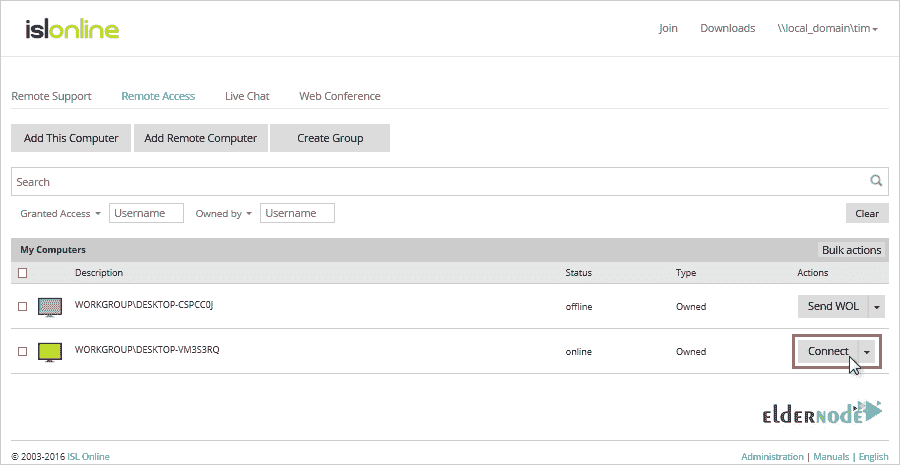 islonline
Join Downloads \\local_domain\tim
Remote Support Remote Access Live Chat Web Conference
Add This Computer Add Remote Computer Create Group
Search
Granted Access Username Owned by Username Clear
My Computers Bulk actions
Description Status Type Actions
WORKGROUP\DESKTOP-CSPCC0J offline Owned Send WOL
WORKGROUP\DESKTOP-VM3S3RQ online Owned Connect
ELDERNODE
© 2003-2016 ISL Online Administration | Manuals | English